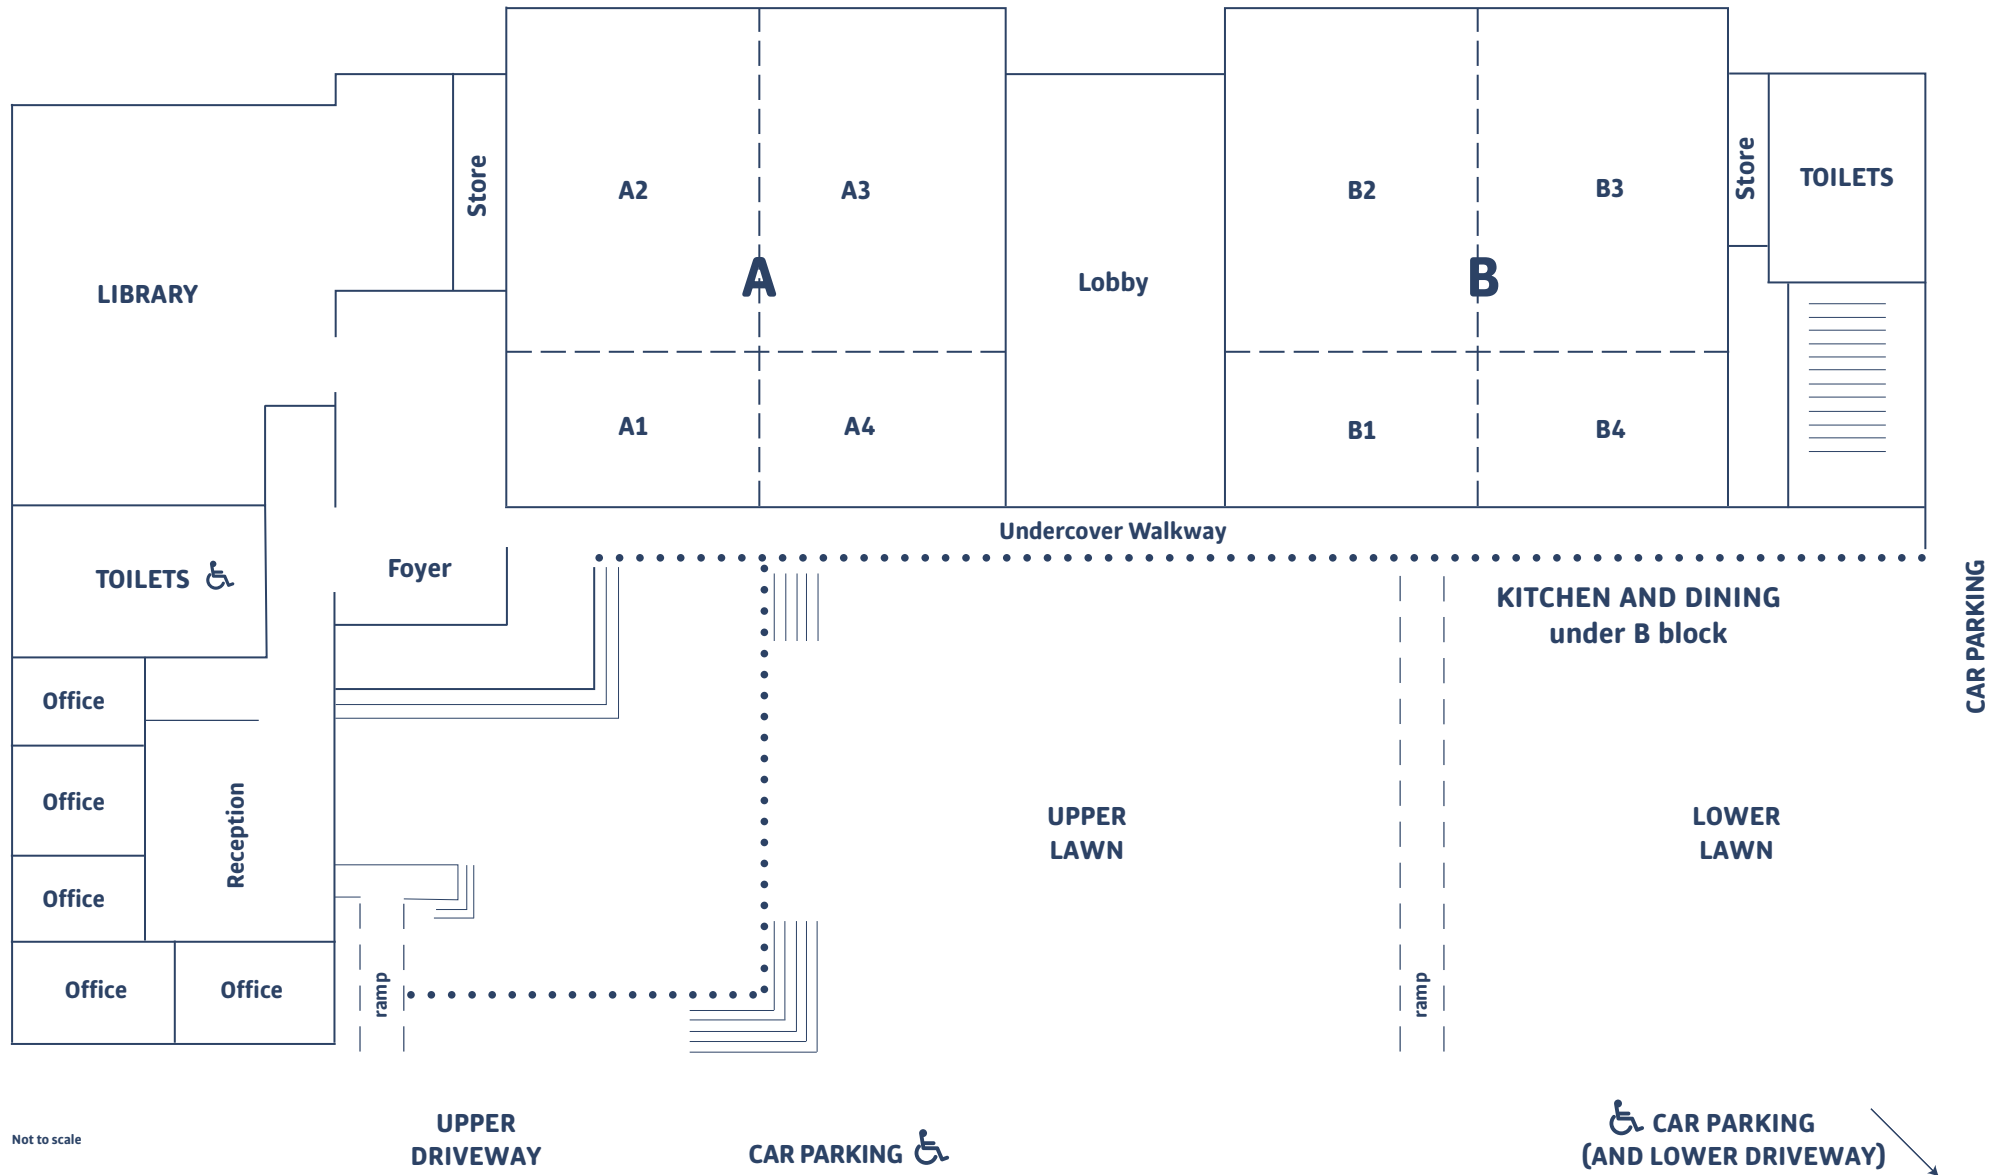 Store
A2
A3
B2
B3
Store
TOILETS
LIBRARY
A
Lobby
B
A1
A4
B1
B4
Undercover Walkway
TOILETS
Foyer
KITCHEN AND DINING
under B block
CAR PARKING
Office
Office
Reception
UPPER
LAWN
LOWER
LAWN
Office
Office
Office
ramp
ramp
Not to scale
UPPER
DRIVEWAY
CAR PARKING
CAR PARKING
(AND LOWER DRIVEWAY)